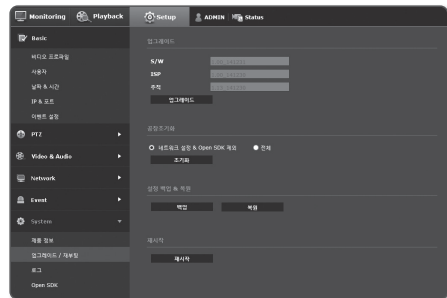 Monitoring Playback Setup ADMIN Status
Basic
비디오 프로파일
사용자
날짜 & 시간
IP & 포트
이벤트 설정
PTZ
Video & Audio
Network
Event
System
제품 정보
업그레이드 / 재부팅
로그
Open SDK
업그레이드
S/W
ISP
추적
업그레이드
공장초기화
네트워크 설정 & Open SDK 제외 전체
초기화
설정 백업 & 복원
백업 복원
재시작
재시작